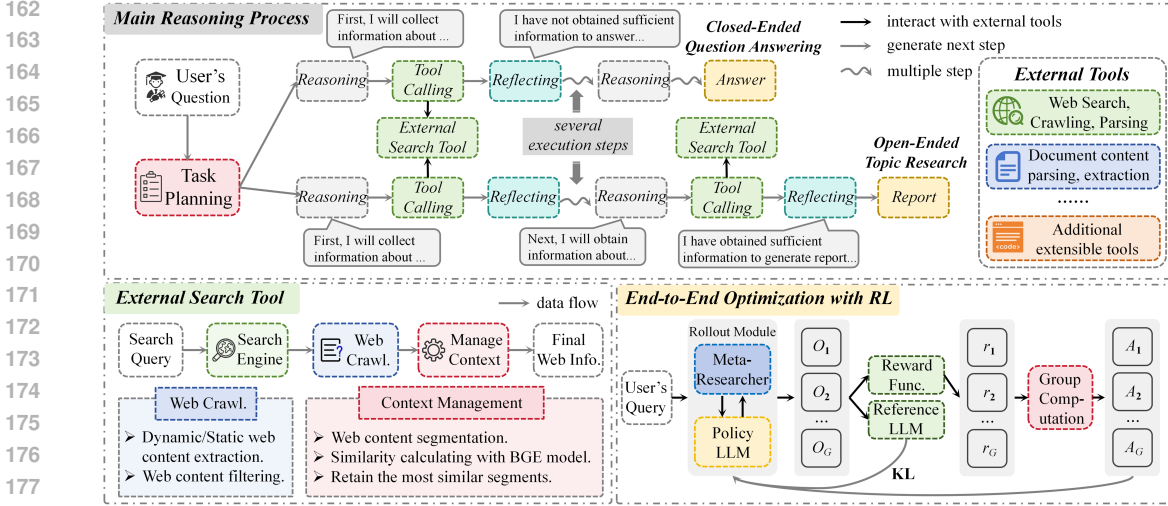 162
163
164
165
166
167
168
169
170
171
172
173
174
175
176
177
Main Reasoning Process
First, I will collect
information about ...
I have not obtained sufficient
information to answer...
Closed-Ended
Question Answering
interact with external tools
generate next step
multiple step
User's
Question
Reasoning
Tool
Calling
Reflecting
Reasoning
Answer
External
Search Tool
several
execution steps
External
Search Tool
Open-Ended
Topic Research
Task
Planning
Reasoning
Tool
Calling
Reflecting
Reasoning
Tool
Calling
Reflecting
Report
First, I will collect
information about ...
Next, I will obtain
information about...
I have obtained sufficient
information to generate report...
External Tools
Web Search,
Crawling, Parsing
Document content
parsing, extraction
......
<code>
Additional
extensible tools
External Search Tool
data flow
Search
Query
Search
Engine
Web
Crawl.
Manage
Context
Final
Web Info.
Web Crawl.
➢ Dynamic/Static web
content extraction.
➢ Web content filtering.
Context Management
➢ Web content segmentation.
➢ Similarity calculating with BGE model.
➢ Retain the most similar segments.
End-to-End Optimization with RL
User's
Query
Rollout Module
Meta-
Researcher
Policy
LLM
O1
O2
...
OG
Reward
Func.
Reference
LLM
KL
r1
r2
...
rG
Group
Comp-
utation
A1
A2
...
AG